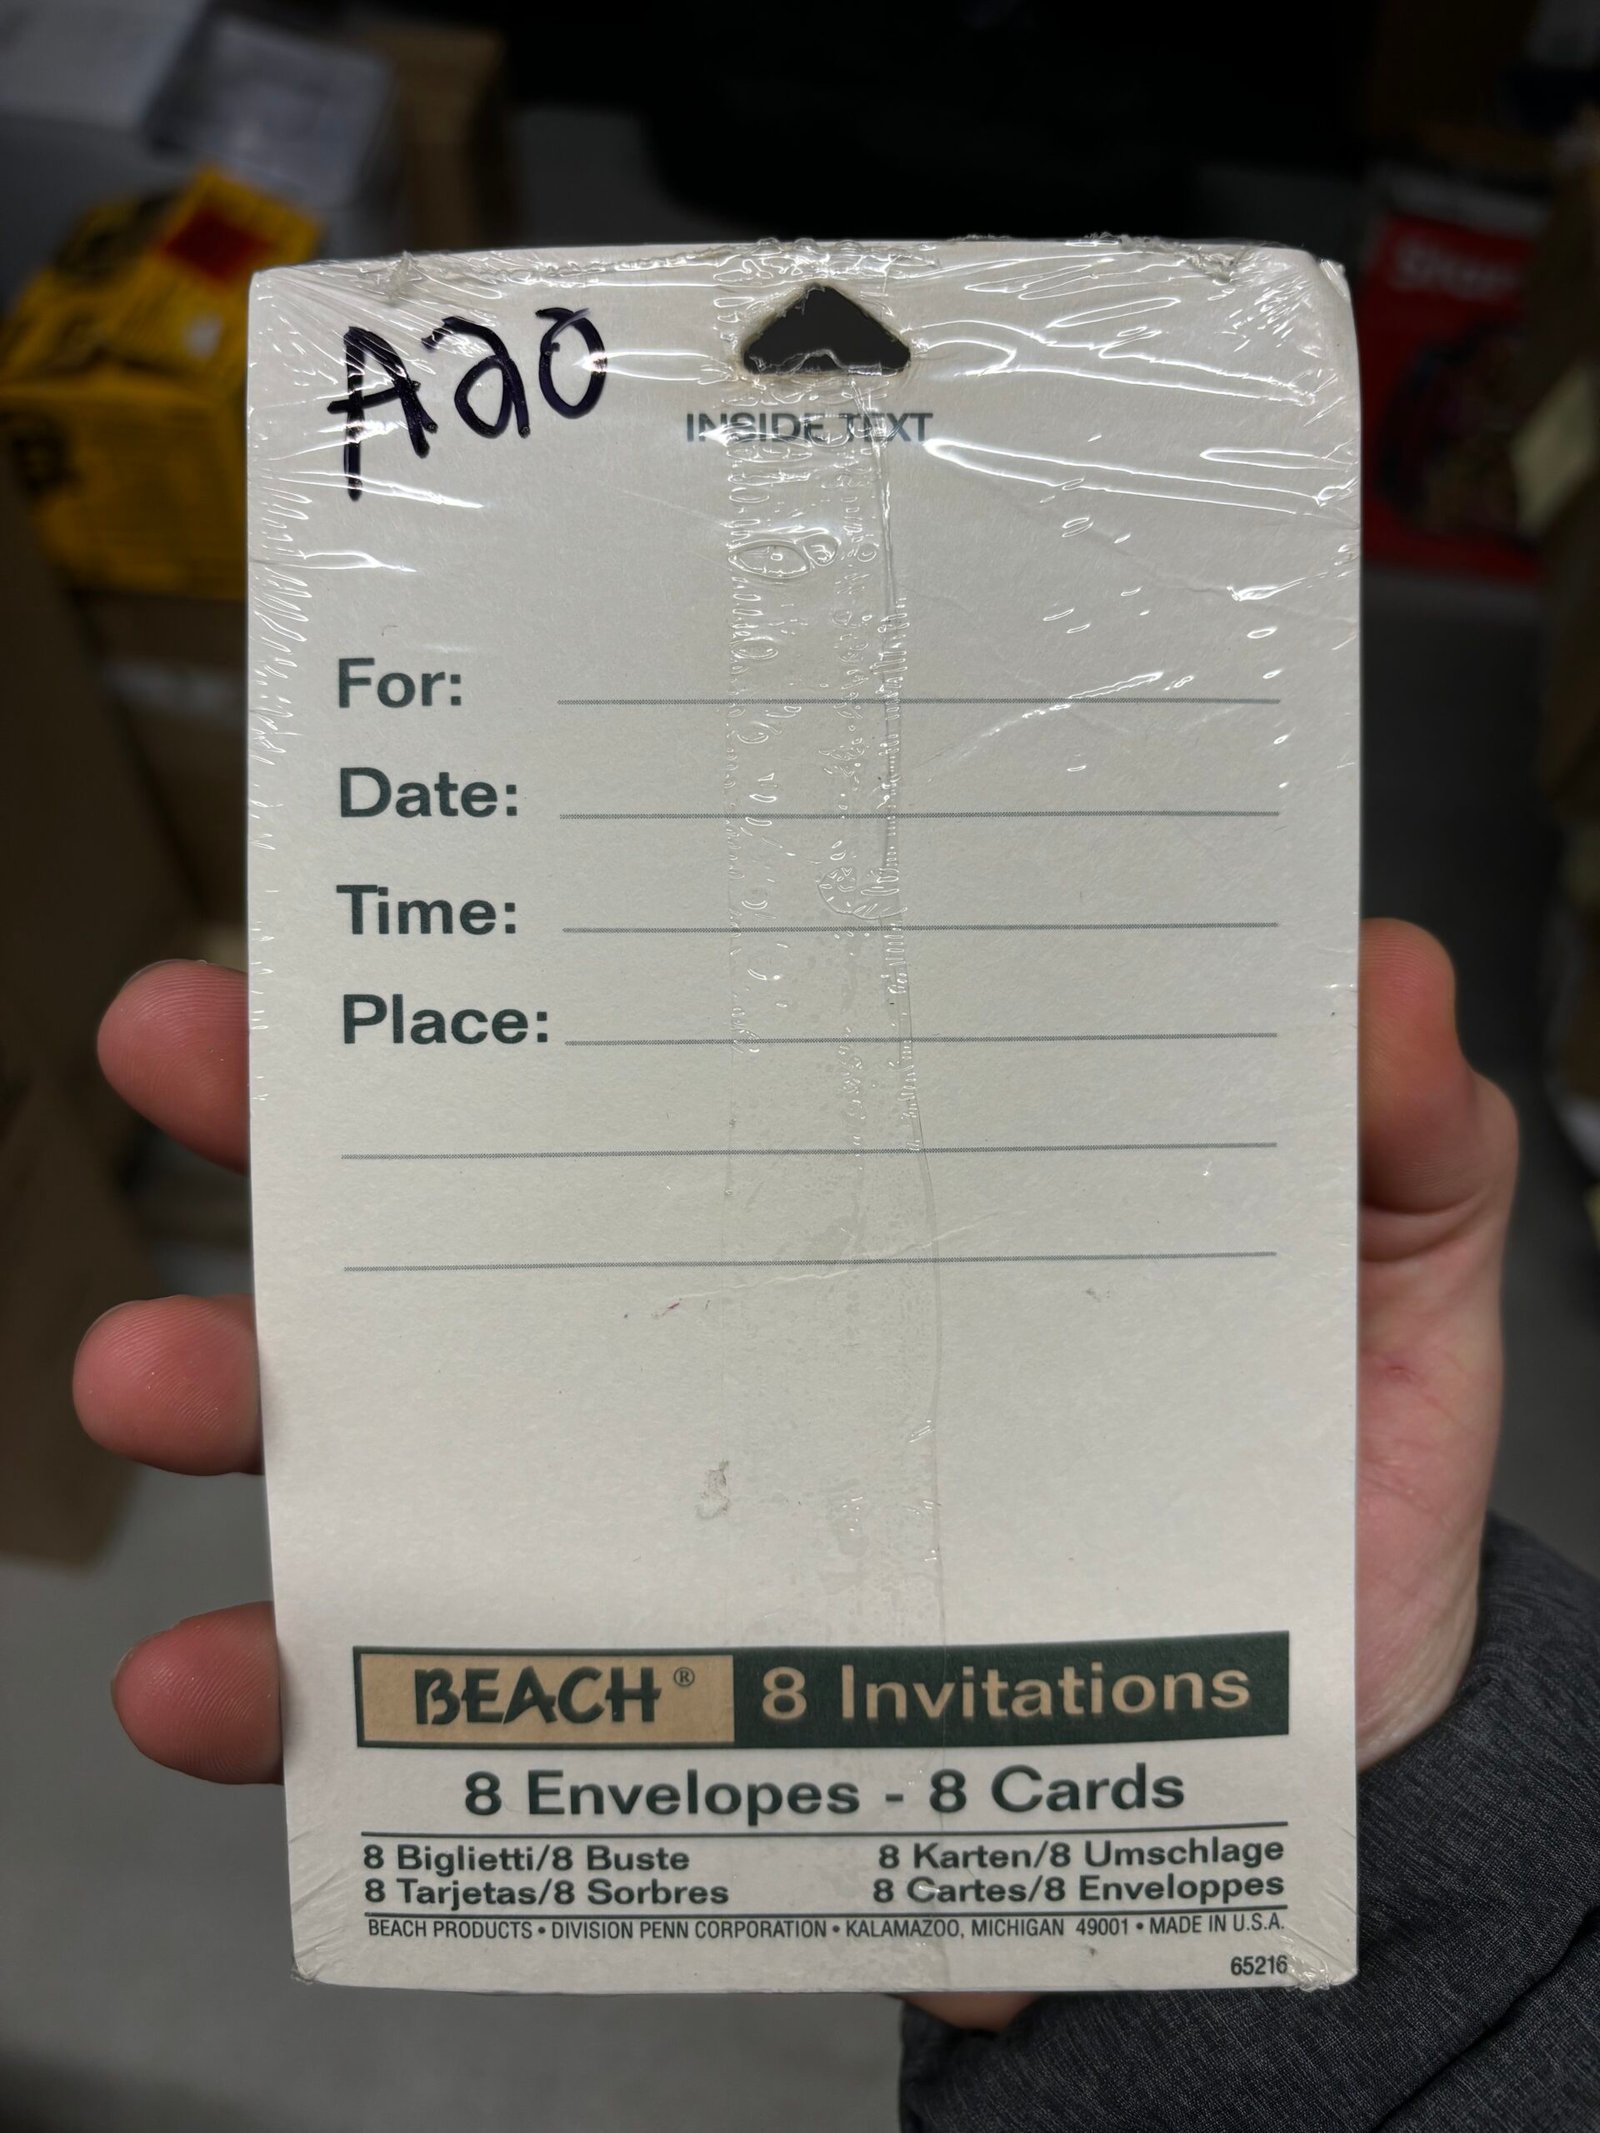 A20
INSIDE TEXT
For:
Date:
Time:
Place:
BEACH® 8 Invitations
8 Envelopes - 8 Cards
8 Biglietti/8 Buste 8 Karten/8 Umschlage
8 Tarjetas/8 Sorbres 8 Cartes/8 Enveloppes
BEACH PRODUCTS • DIVISION PENN CORPORATION • KALAMAZOO, MICHIGAN 49001 • MADE IN U.S.A.
65216